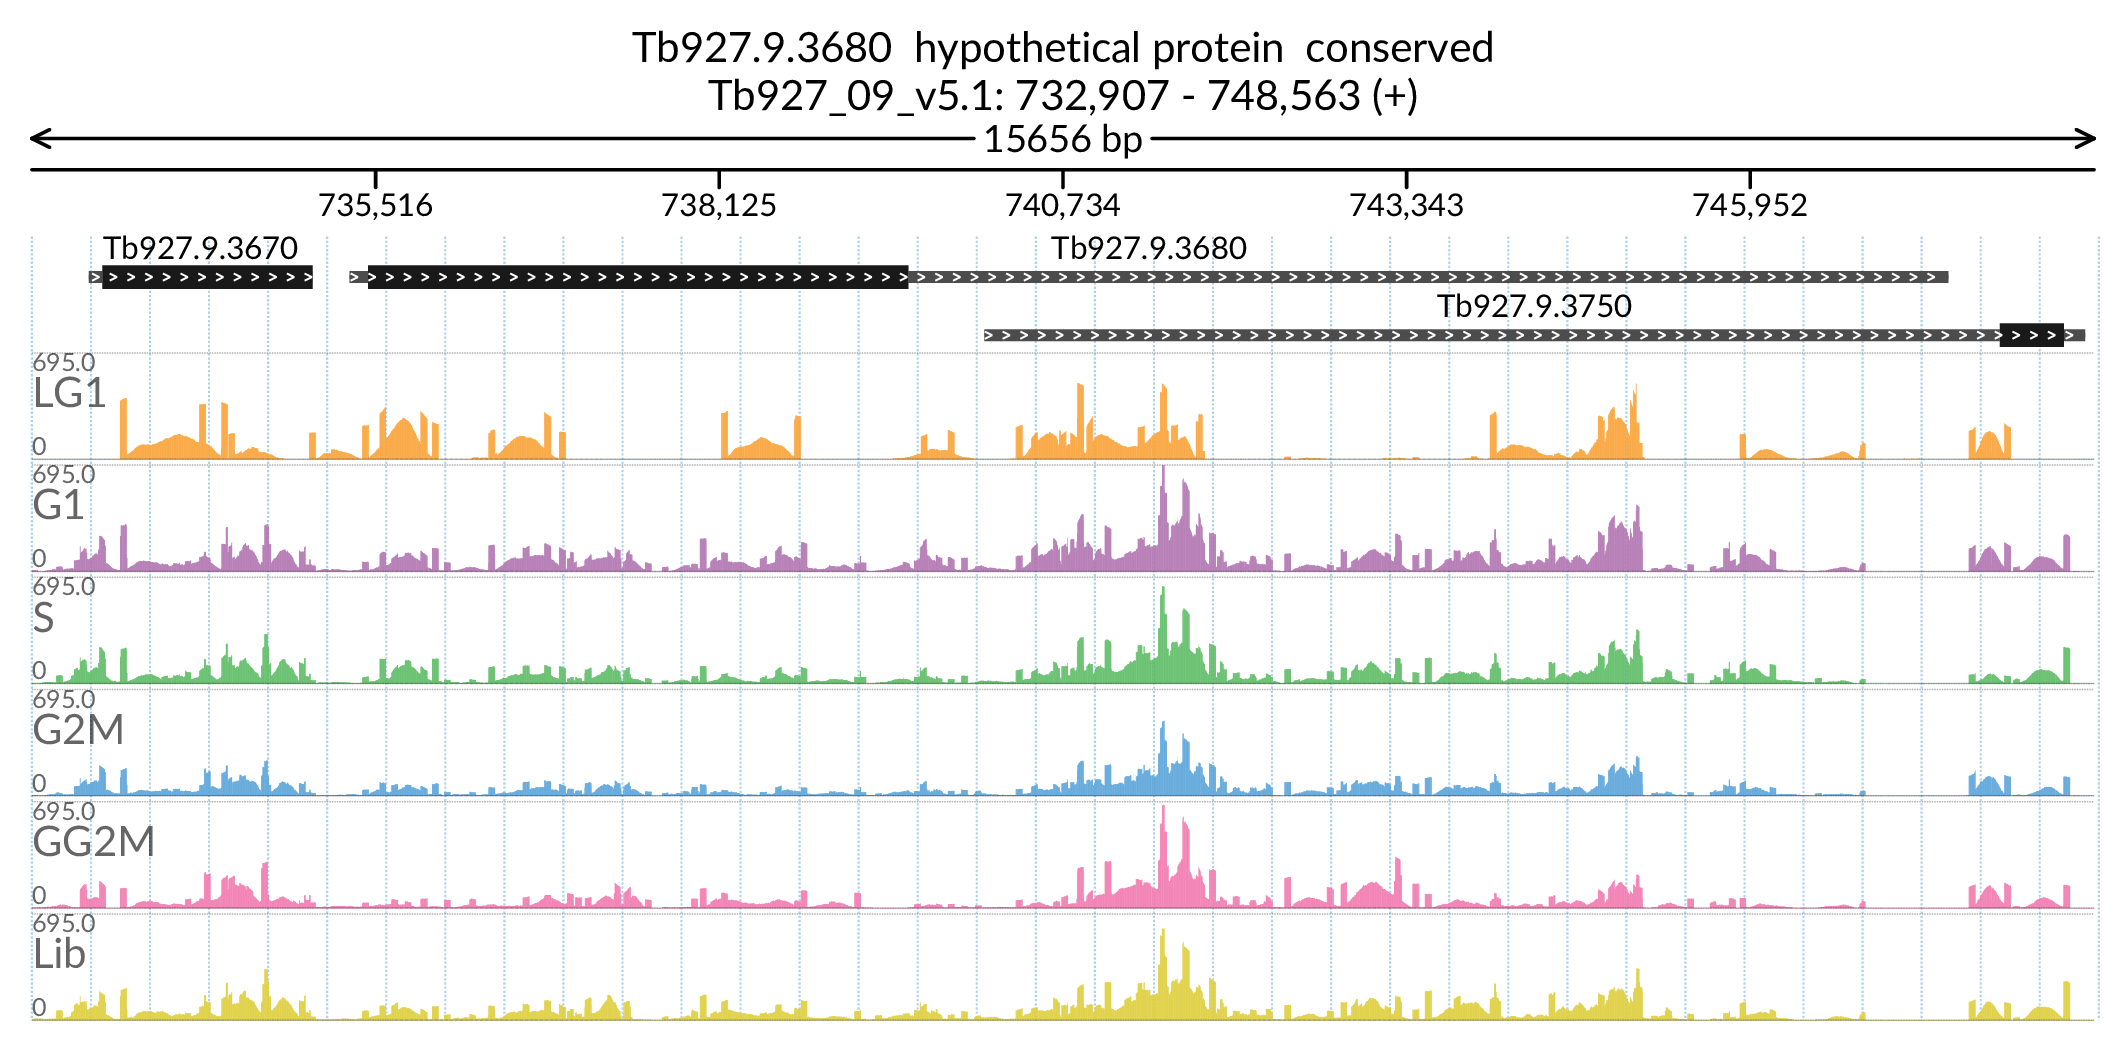 Tb927.9.3680  hypothetical protein  conserved
Tb927_09_v5.1: 732,907 - 748,563 (+)
15656 bp
735,516 738,125 740,734 743,343 745,952
Tb927.9.3670 Tb927.9.3680
Tb927.9.3750
695.0
LG1
0
695.0
G1
0
695.0
S
0
695.0
G2M
0
695.0
GG2M
0
695.0
Lib
0